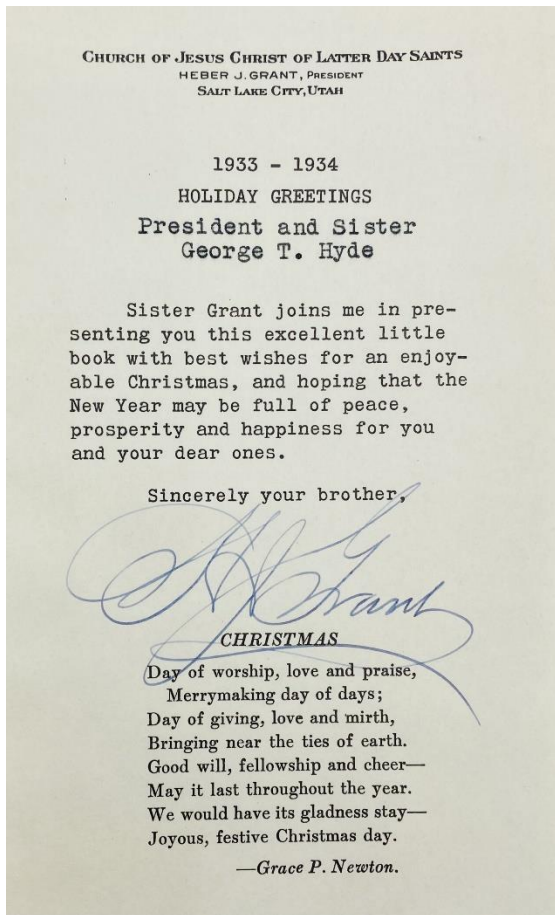 CHURCH OF JESUS CHRIST OF LATTER DAY SAINTS
HEBER J. GRANT, PRESIDENT
SALT LAKE CITY, UTAH
1933 - 1934
HOLIDAY GREETINGS
President and Sister
George T. Hyde
Sister Grant joins me in pre-
senting you this excellent little
book with best wishes for an enjoy-
able Christmas, and hoping that the
New Year may be full of peace,
prosperity and happiness for you
and your dear ones.
Sincerely your brother,
H J Grant
CHRISTMAS
Day of worship, love and praise,
Merrymaking day of days;
Day of giving, love and mirth,
Bringing near the ties of earth.
Good will, fellowship and cheer—
May it last throughout the year.
We would have its gladness stay—
Joyous, festive Christmas day.
—Grace P. Newton.